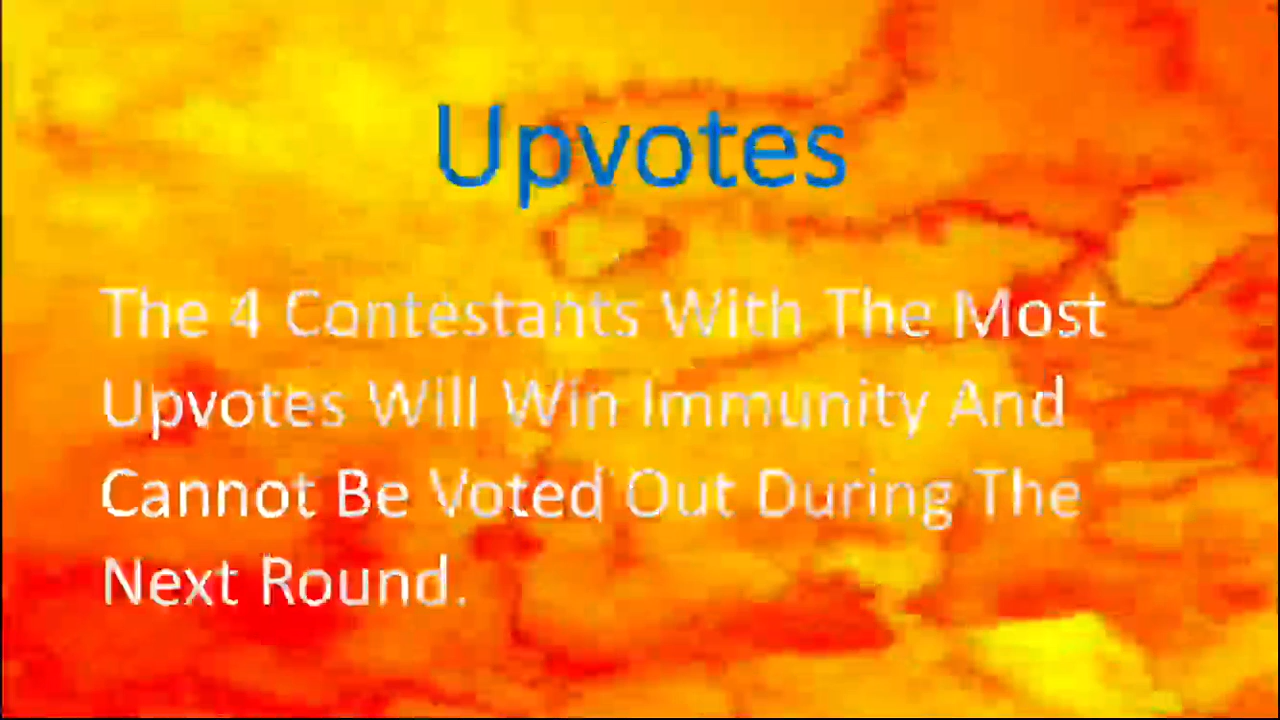 Upvotes
The 4 Contestants With The Most
Upvotes Will Win Immunity And
Cannot Be Voted Out During The
Next Round.